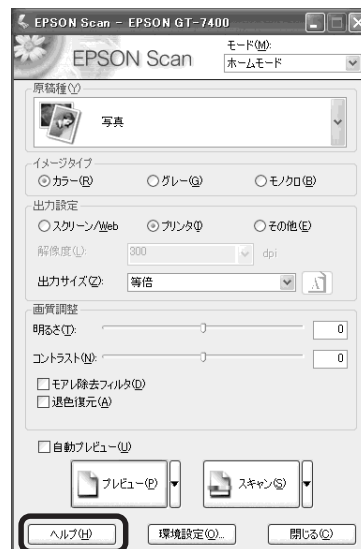 EPSON Scan - EPSON GT-7400
EPSON Scan
モード(M):
ホームモード
原稿種(Y)
写真
イメージタイプ
カラー(R) グレー(G) モノクロ(B)
出力設定
スクリーン/Web プリンタ(I) その他(E)
解像度(L): 300 dpi
出力サイズ(Z): 等倍
画質調整
明るさ(T): 0
コントラスト(N): 0
モアレ除去フィルタ(D)
退色復元(A)
自動プレビュー(U)
プレビュー(P) スキャン(S)
ヘルプ(H) 環境設定(O)... 閉じる(C)